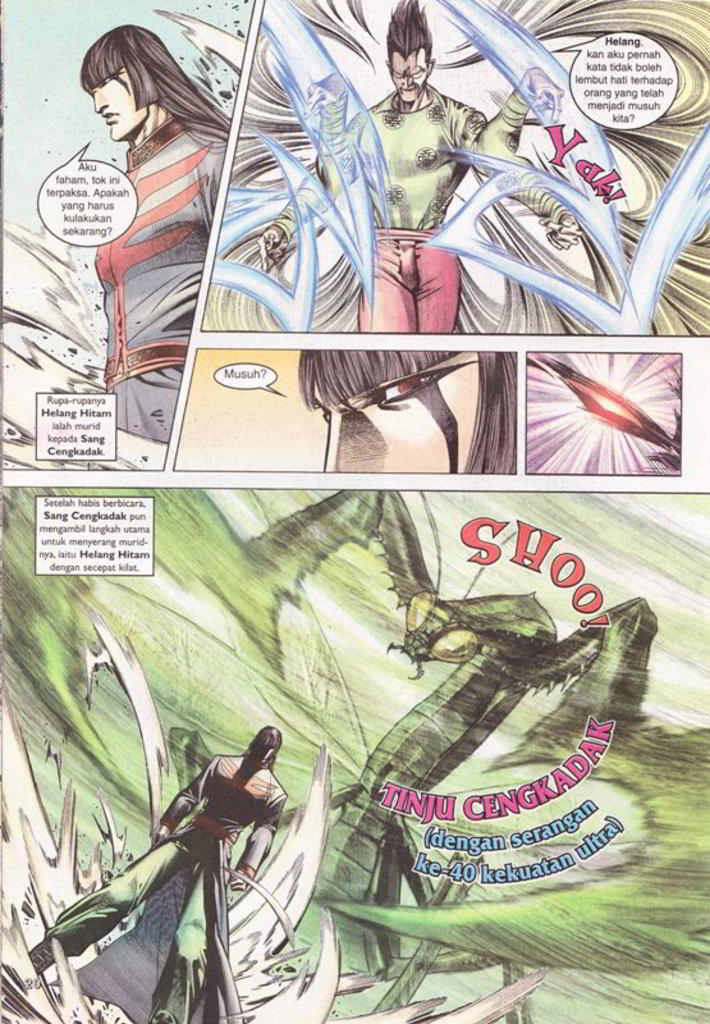 Aku
faham, tok ini
terpaksa. Apakah
yang harus
kulakukan
sekarang?
Rupa-rupanya
Helang Hitam
ialah murid
kepada Sang
Cengkadak.
Helang,
kan aku pernah
kata tidak boleh
lembut hati terhadap
orang yang telah
menjadi musuh
kita?
Yak!
Musuh?
Setelah habis berbicara,
Sang Cengkadak pun
mengambil langkah utama
untuk menyerang murid-
nya, iaitu Helang Hitam
dengan secepat kilat.
SHOO!
TINJU CENGKADAK
(dengan serangan
ke-40 kekuatan ultra)
20